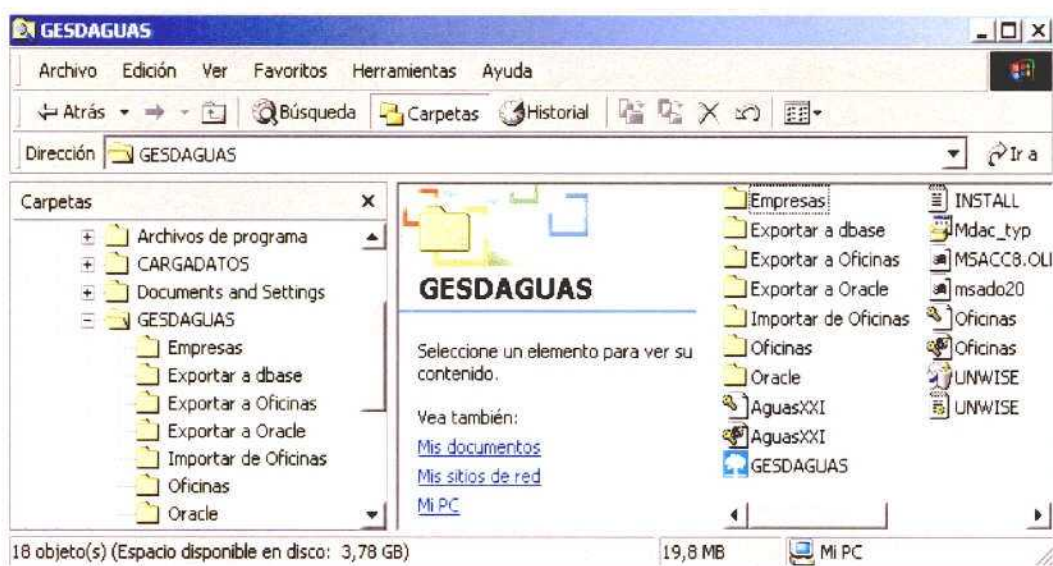 GESDAGUAS
Archivo Edición Ver Favoritos Herramientas Ayuda
Atrás Búsqueda Carpetas Historial
Dirección GESDAGUAS Ir a
Carpetas
Archivos de programa
CARGADATOS
Documents and Settings
GESDAGUAS
Empresas
Exportar a dbase
Exportar a Oficinas
Exportar a Oracle
Importar de Oficinas
Oficinas
Oracle
GESDAGUAS
Seleccione un elemento para ver su
contenido.
Vea también:
Mis documentos
Mis sitios de red
Mi PC
Empresas
Exportar a dbase
Exportar a Oficinas
Exportar a Oracle
Importar de Oficinas
Oficinas
Oracle
AguasXXI
AguasXXI
GESDAGUAS
INSTALL
Mdac_typ
MSACC8.OLI
msado20
Oficinas
Oficinas
UNWISE
UNWISE
18 objeto(s) (Espacio disponible en disco: 3,78 GB) 19,8 MB Mi PC